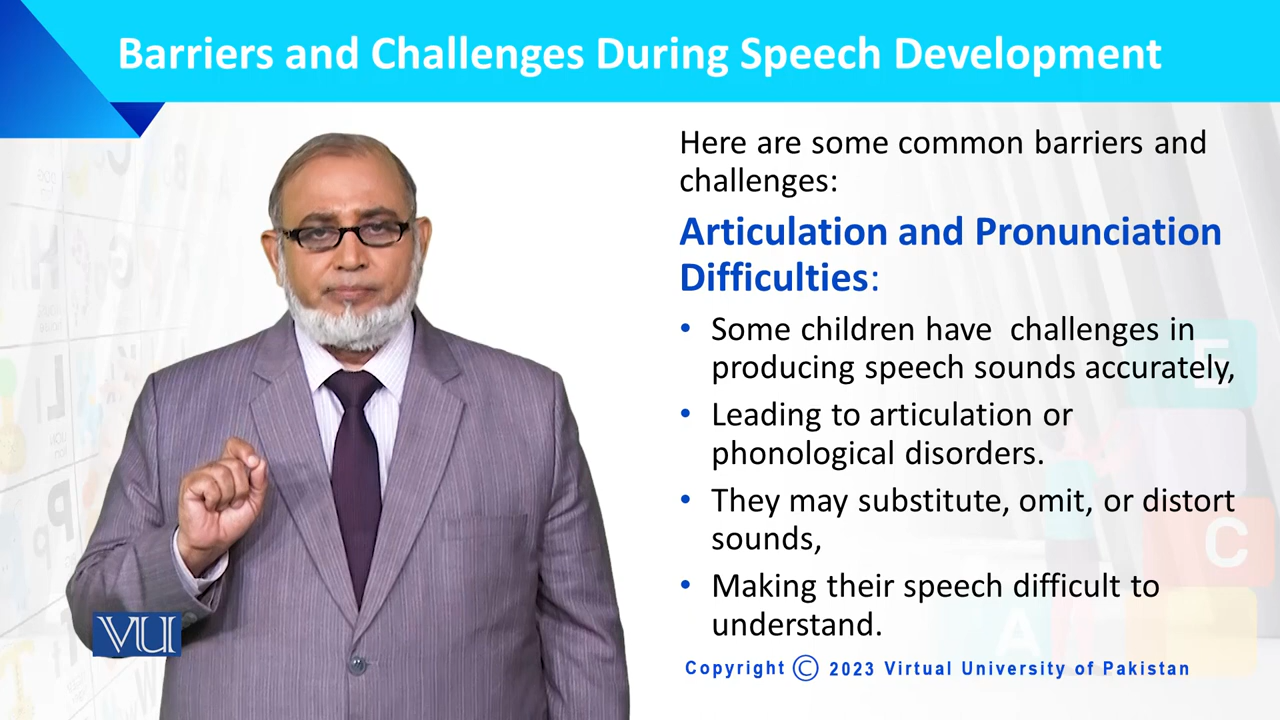 Barriers and Challenges During Speech Development
Here are some common barriers and
challenges:
Articulation and Pronunciation
Difficulties:
• Some children have  challenges in
producing speech sounds accurately,
• Leading to articulation or
phonological disorders.
• They may substitute, omit, or distort
sounds,
• Making their speech difficult to
understand.
VU
Copyright © 2023 Virtual University of Pakistan
E
C
A